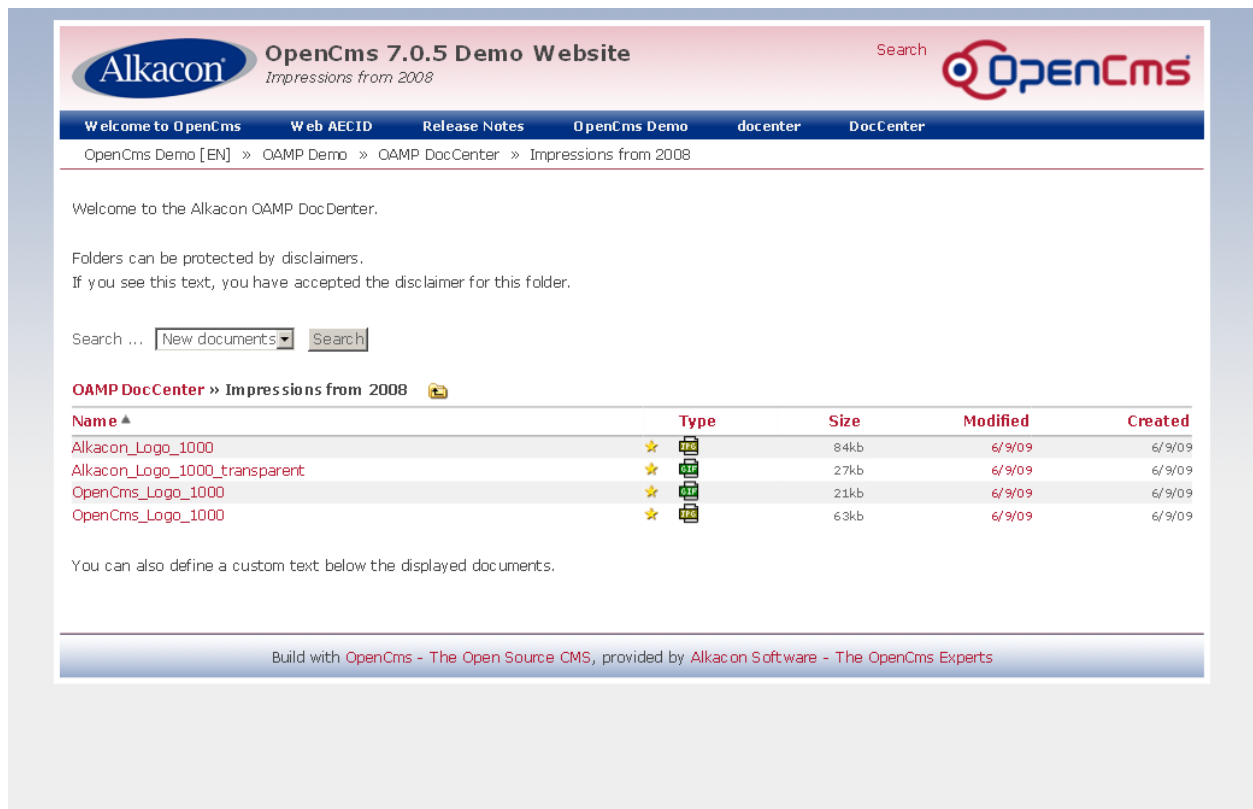 Alkacon
OpenCms 7.0.5 Demo Website
Impressions from 2008
Search
OpenCms
Welcome to OpenCms Web AECID Release Notes OpenCms Demo docenter DocCenter
OpenCms Demo [EN] » OAMP Demo » OAMP DocCenter » Impressions from 2008
Welcome to the Alkacon OAMP DocDenter.
Folders can be protected by disclaimers.
If you see this text, you have accepted the disclaimer for this folder.
Search ... New documents Search
OAMP DocCenter » Impressions from 2008
Name Type Size Modified Created
Alkacon_Logo_1000 JPG 84kb 6/9/09 6/9/09
Alkacon_Logo_1000_transparent GIF 27kb 6/9/09 6/9/09
OpenCms_Logo_1000 GIF 21kb 6/9/09 6/9/09
OpenCms_Logo_1000 JPG 63kb 6/9/09 6/9/09
You can also define a custom text below the displayed documents.
Build with OpenCms - The Open Source CMS, provided by Alkacon Software - The OpenCms Experts